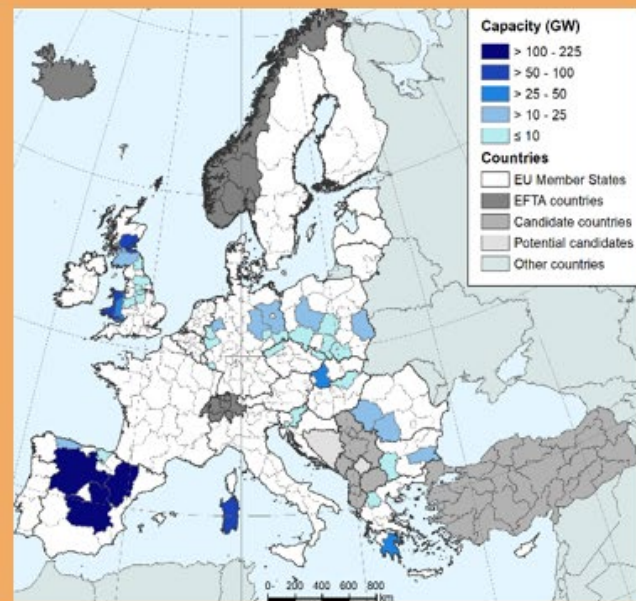 Capacity (GW)
> 100 - 225
> 50 - 100
> 25 - 50
> 10 - 25
≤ 10
Countries
EU Member States
EFTA countries
Candidate countries
Potential candidates
Other countries
0 200 400 600 800
km